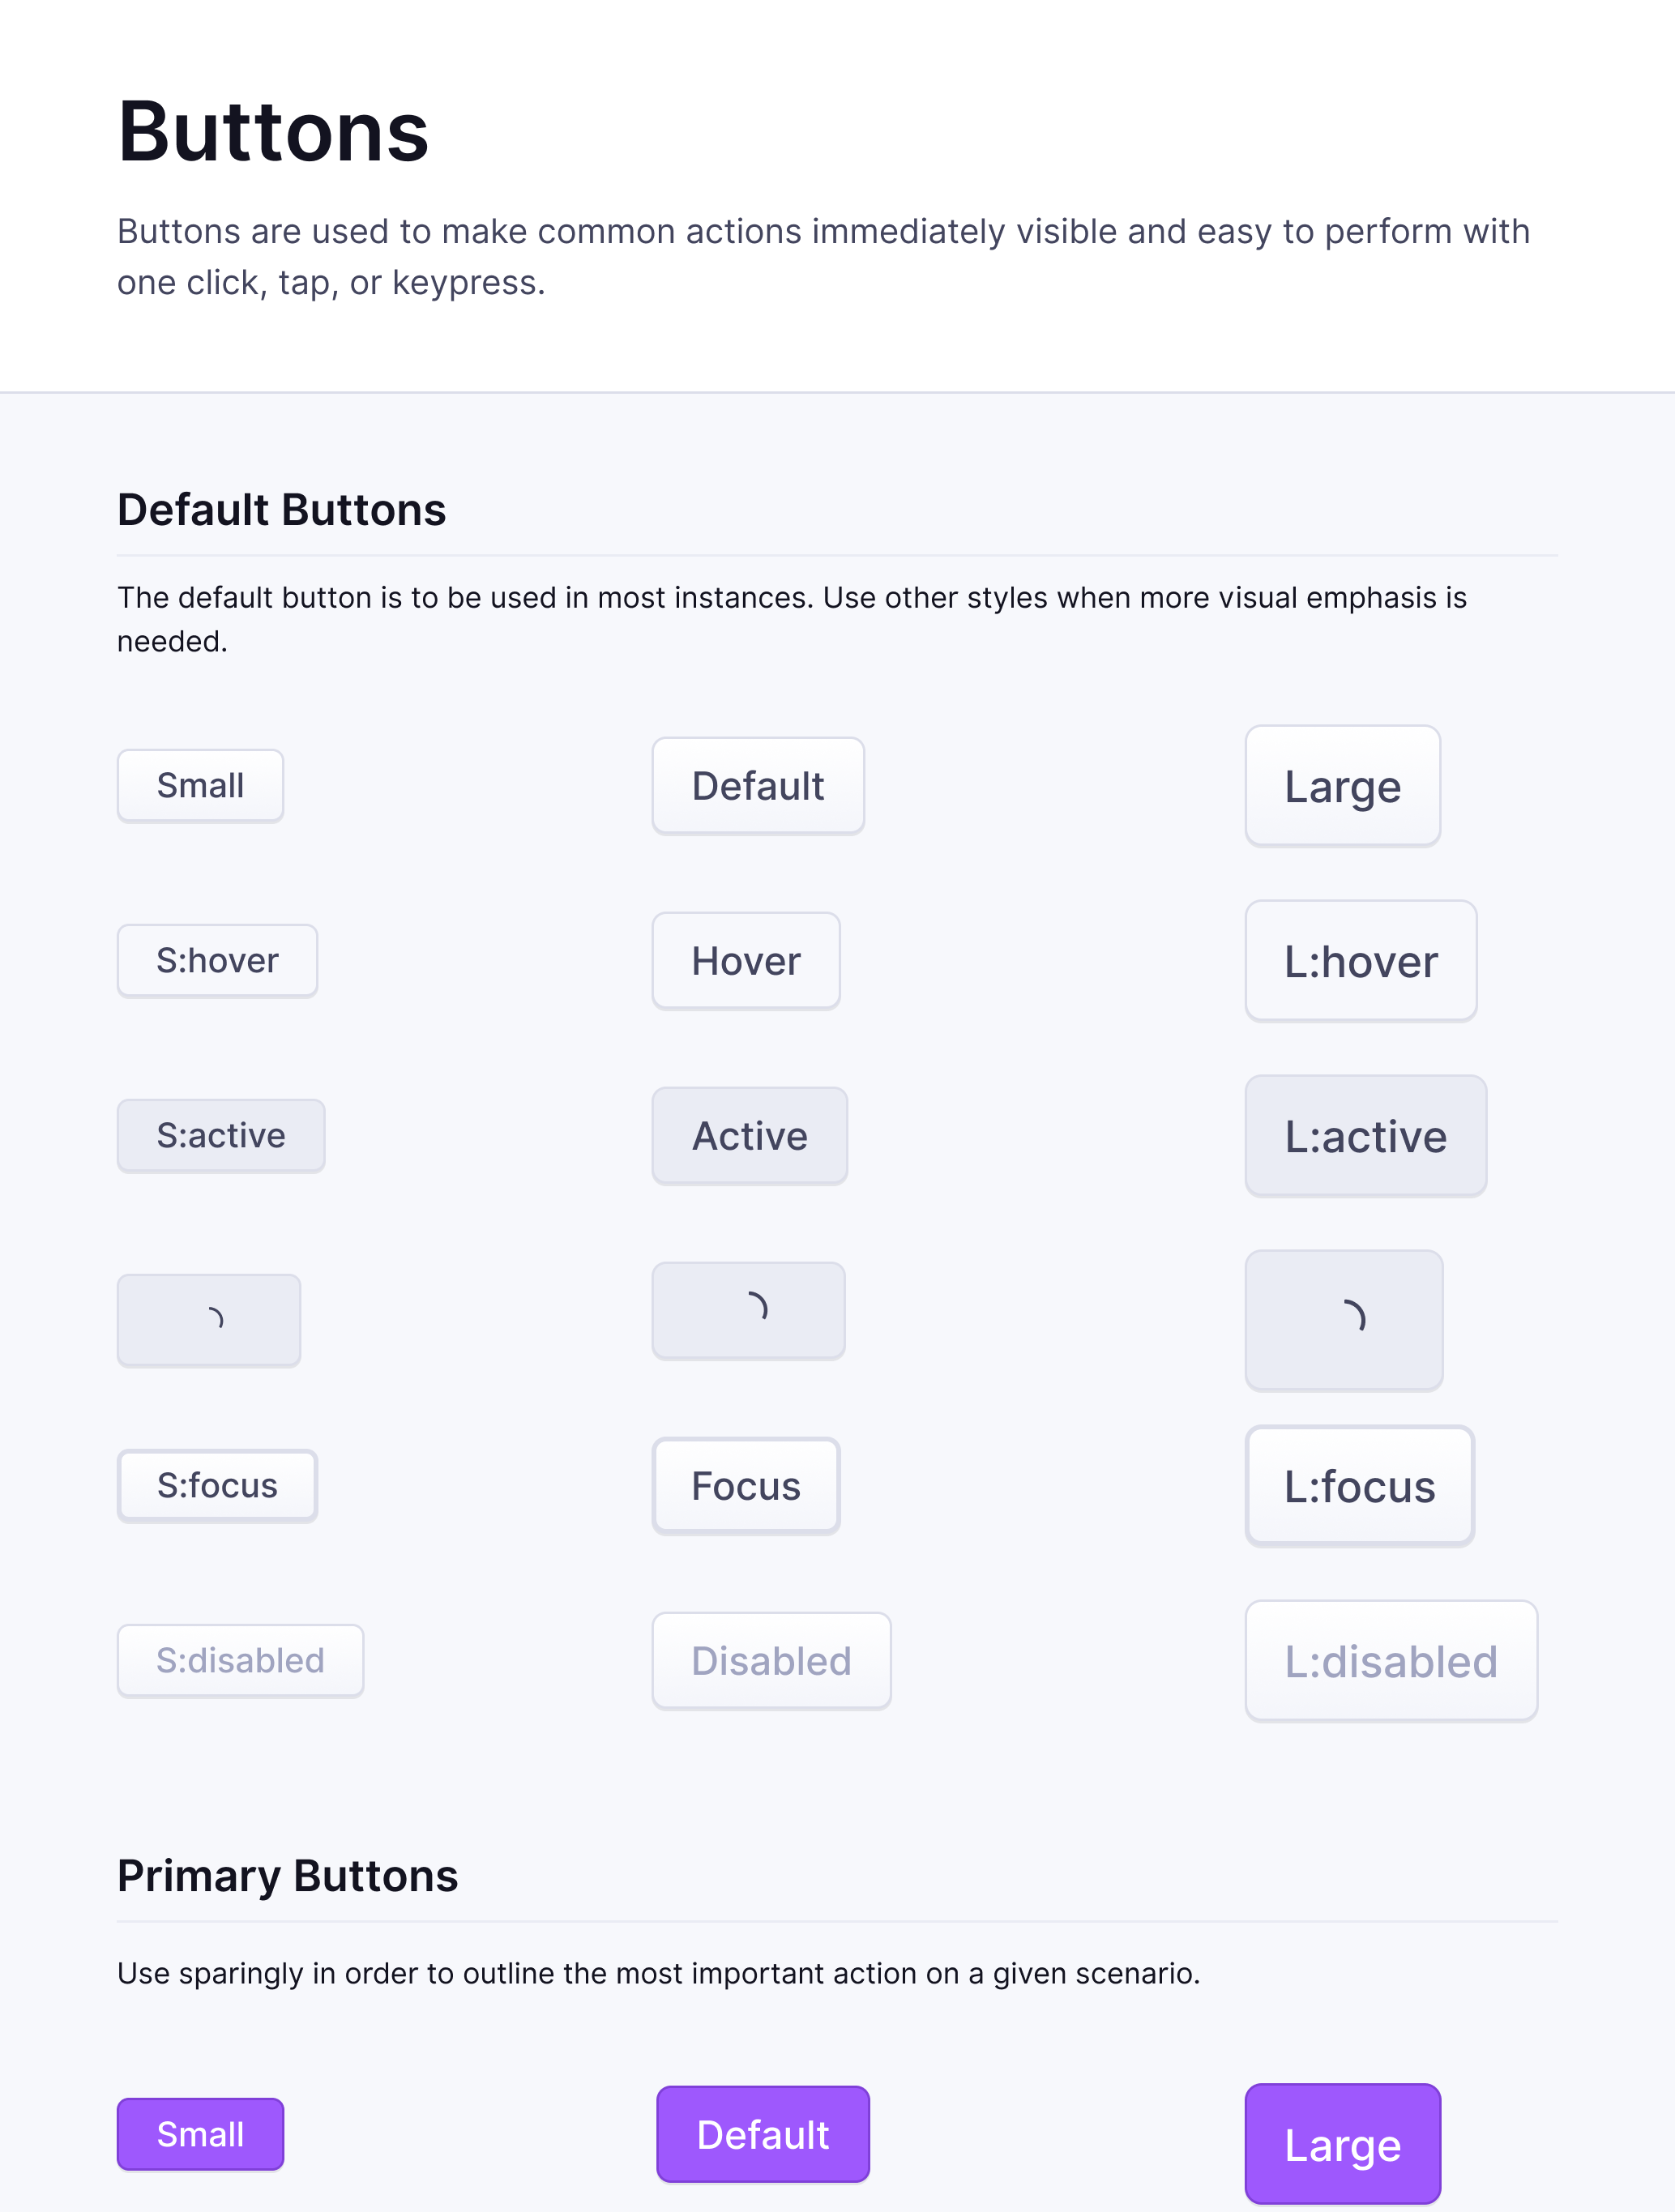 Buttons
Buttons are used to make common actions immediately visible and easy to perform with
one click, tap, or keypress.
Default Buttons
The default button is to be used in most instances. Use other styles when more visual emphasis is
needed.
Small
Default
Large
S:hover
Hover
L:hover
S:active
Active
L:active
S:focus
Focus
L:focus
S:disabled
Disabled
L:disabled
Primary Buttons
Use sparingly in order to outline the most important action on a given scenario.
Small
Default
Large